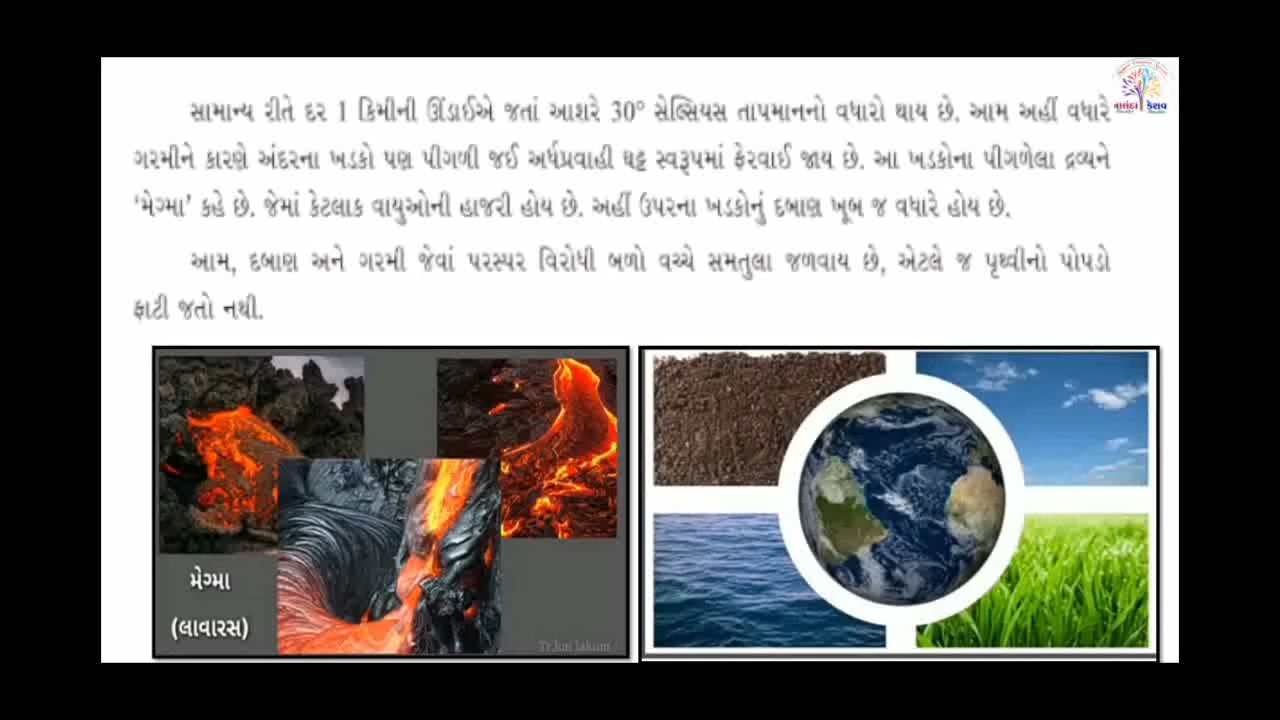 સામાન્ય રીતે દર 1 કિમીની ઊંડાઈએ જતાં આશરે 30° સેલ્સિયસ તાપમાનનો વધારો થાય છે. આમ અહીં વધારે
ગરમીને કારણે અંદરના ખડકો પણ પીગળી જઈ અર્ધપ્રવાહી ઘટ્ટ સ્વરૂપમાં ફેરવાઈ જાય છે. આ ખડકોના પીગળેલા દ્રવ્યને
‘મેગ્મા’ કહે છે. જેમાં કેટલાક વાયુઓની હાજરી હોય છે. અહીં ઉપરના ખડકોનું દબાણ ખૂબ જ વધારે હોય છે.
આમ, દબાણ અને ગરમી જેવાં પરસ્પર વિરોધી બળો વચ્ચે સમતુલા જળવાય છે, એટલે જ પૃથ્વીનો પોપડો
ફાટી જતો નથી.
મેગ્મા
(લાવારસ)